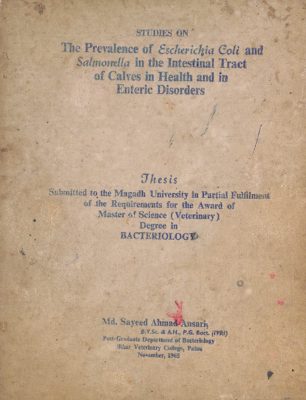 STUDIES ON
The Prevalence of Escherichia Coli and
Salmonella in the Intestinal Tract
of Calves in Health and in
Enteric Disorders
Thesis
Submitted to the Magadh University in Partial Fulfilment
of the Requirements for the Award of
Master of Science (Veterinary)
Degree in
BACTERIOLOGY
Md. Sayeed Ahmad Ansari,
B.V.Sc. & A.H., P.G. Bact. (IVRI)
Post-Graduate Department of Bacteriology
Bihar Veterinary College, Patna
November, 1965